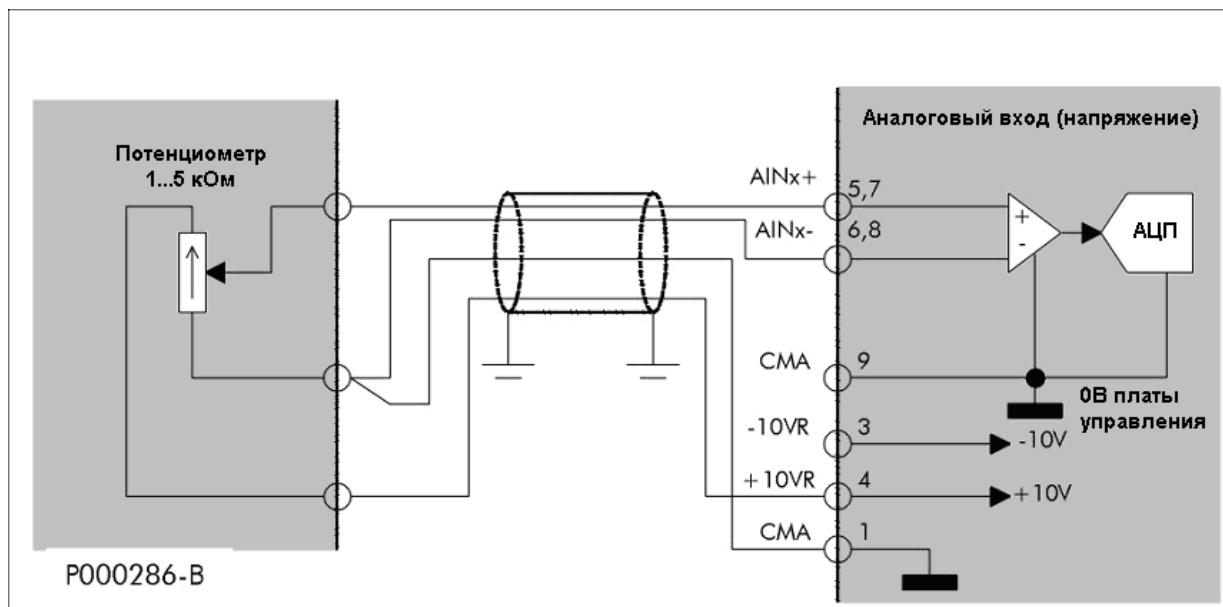 Потенциометр
1...5 кОм
Аналоговый вход (напряжение)
AINx+
5,7
AINx-
6,8
+
-
АЦП
CMA
9
0В платы
управления
-10VR
3
-10V
+10VR
4
+10V
CMA
1
P000286-B